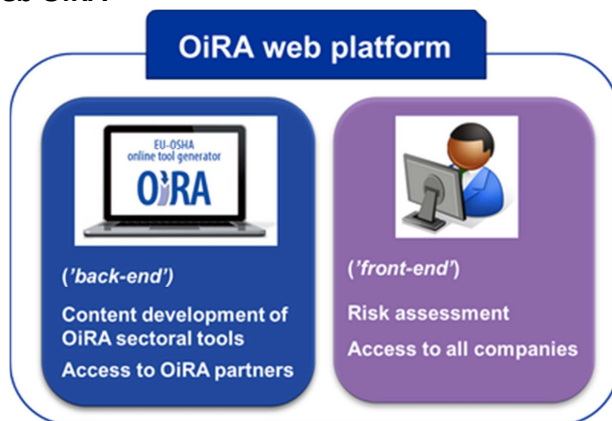 OiRA web platform
EU-OSHA
online tool generator
OiRA
('back-end')
Content development of
OiRA sectoral tools
Access to OiRA partners
('front-end')
Risk assessment
Access to all companies